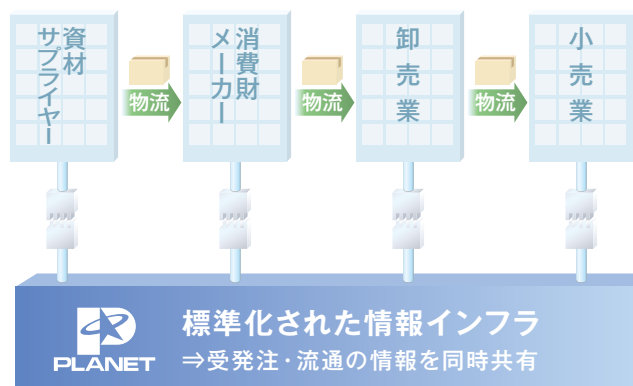 資材
サプライヤー
物流
消費財
メーカー
物流
卸売業
物流
小売業
PLANET
標準化された情報インフラ
⇒受発注・流通の情報を同時共有